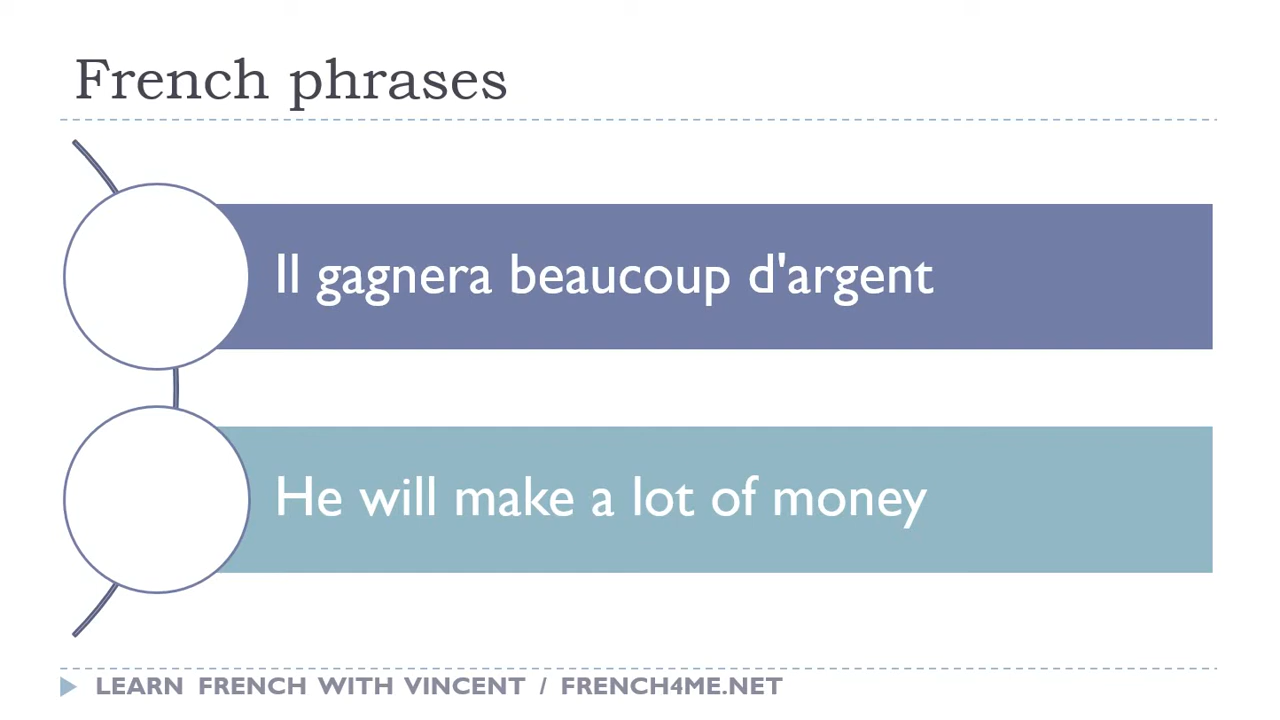 French phrases
Il gagnera beaucoup d'argent
He will make a lot of money
LEARN FRENCH WITH VINCENT / FRENCH4ME.NET